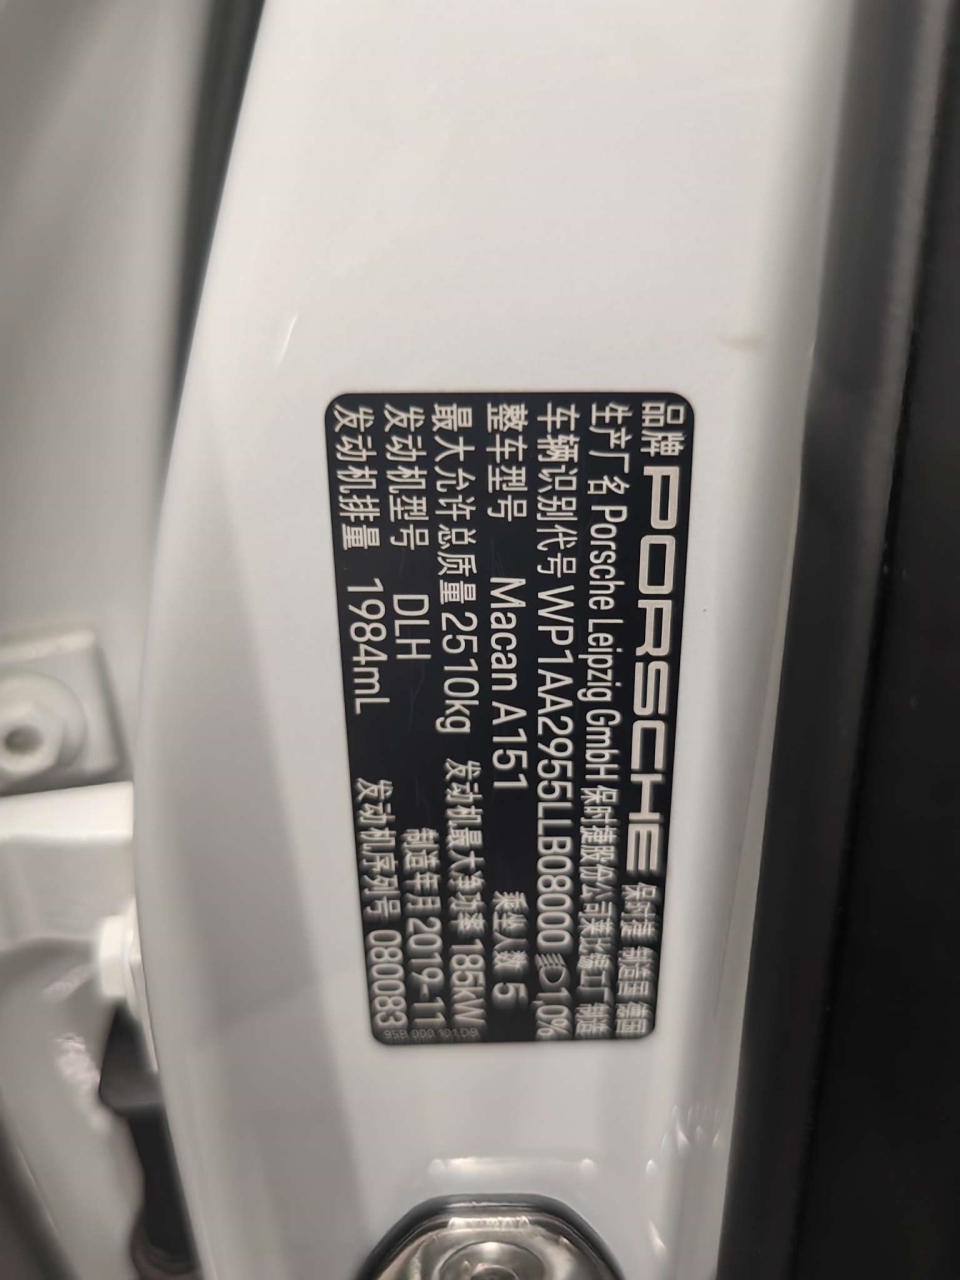 品牌 PORSCHE 保时捷 制造国 德国
生产厂名 Porsche Leipzig GmbH 保时捷股份公司莱比锡工厂 制造
车辆识别代号 WP1AA2955LLB08000 1,0%
整车型号 Macan A151 乘坐人数 5
最大允许总质量 2510kg 发动机最大净功率 185kW
发动机型号 DLH 制造年月 2019-11
发动机排量 1984mL 发动机序列号 080083
95B 000 101 DB